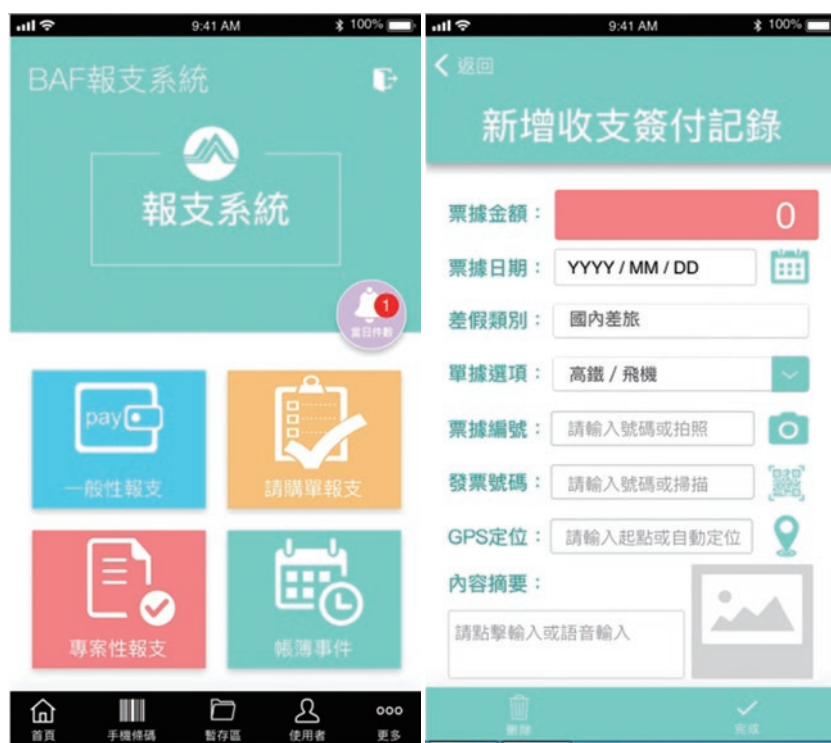 9:41 AM
100%
BAF報支系統
報支系統
1
當日件數
pay
一般性報支
請購單報支
專案性報支
帳簿事件
首頁
手機條碼
暫存區
使用者
更多
9:41 AM
100%
返回
新增收支簽付記錄
票據金額：
0
票據日期：
YYYY / MM / DD
差假類別：
國內差旅
單據選項：
高鐵 / 飛機
票據編號：
請輸入號碼或拍照
發票號碼：
請輸入號碼或掃描
GPS定位：
請輸入起點或自動定位
內容摘要：
請點擊輸入或語音輸入
刪除
完成